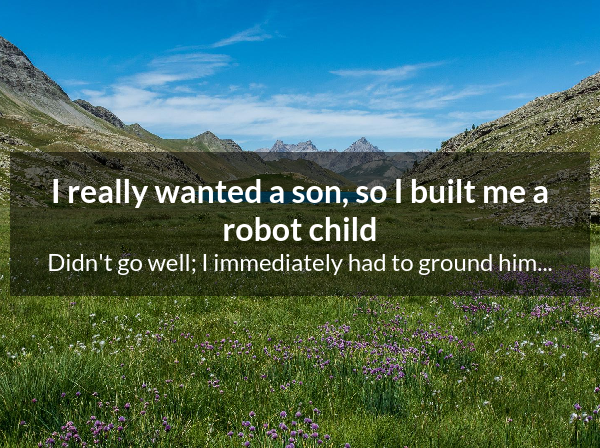 I really wanted a son, so I built me a
robot child
Didn't go well; I immediately had to ground him...